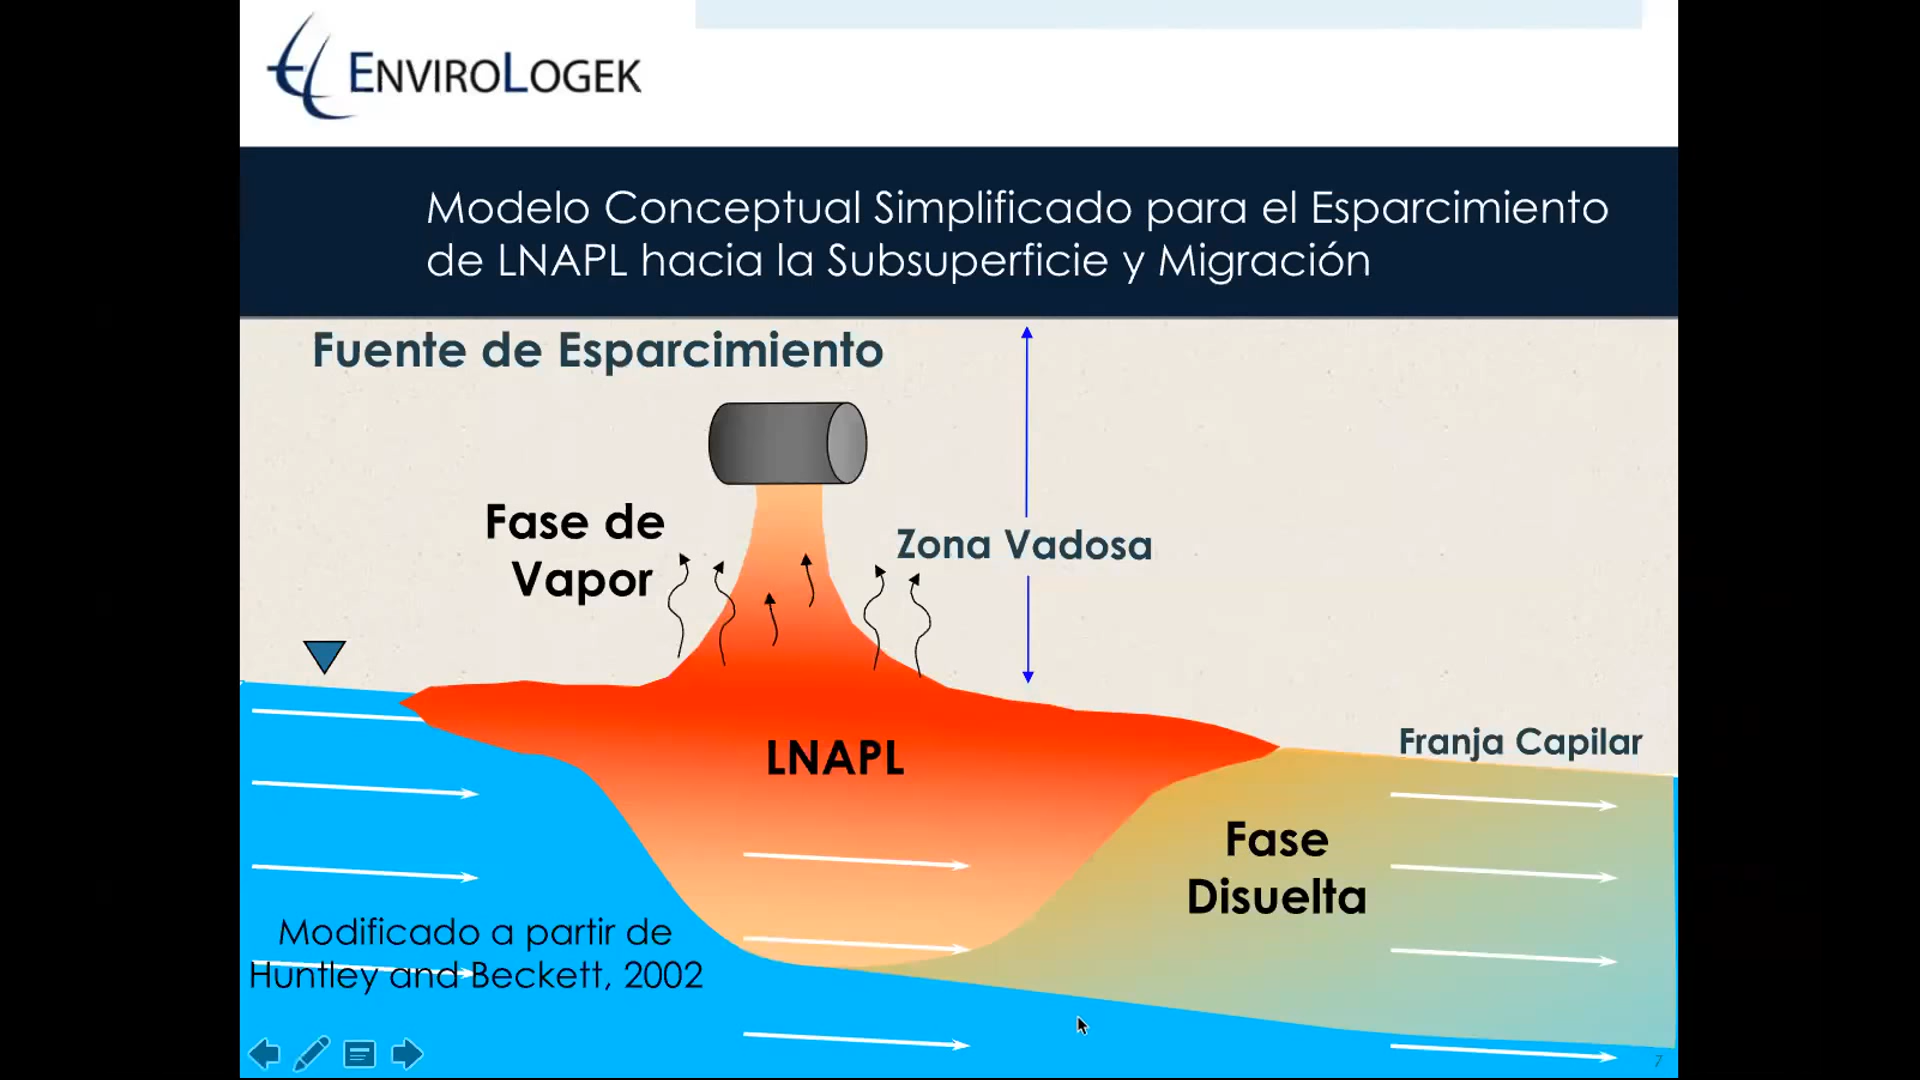 ENVIROLOGEK
Modelo Conceptual Simplificado para el Esparcimiento
de LNAPL hacia la Subsuperficie y Migración
Fuente de Esparcimiento
Fase de
Vapor
Zona Vadosa
LNAPL
Franja Capilar
Fase
Disuelta
Modificado a partir de
Huntley and Beckett, 2002
7